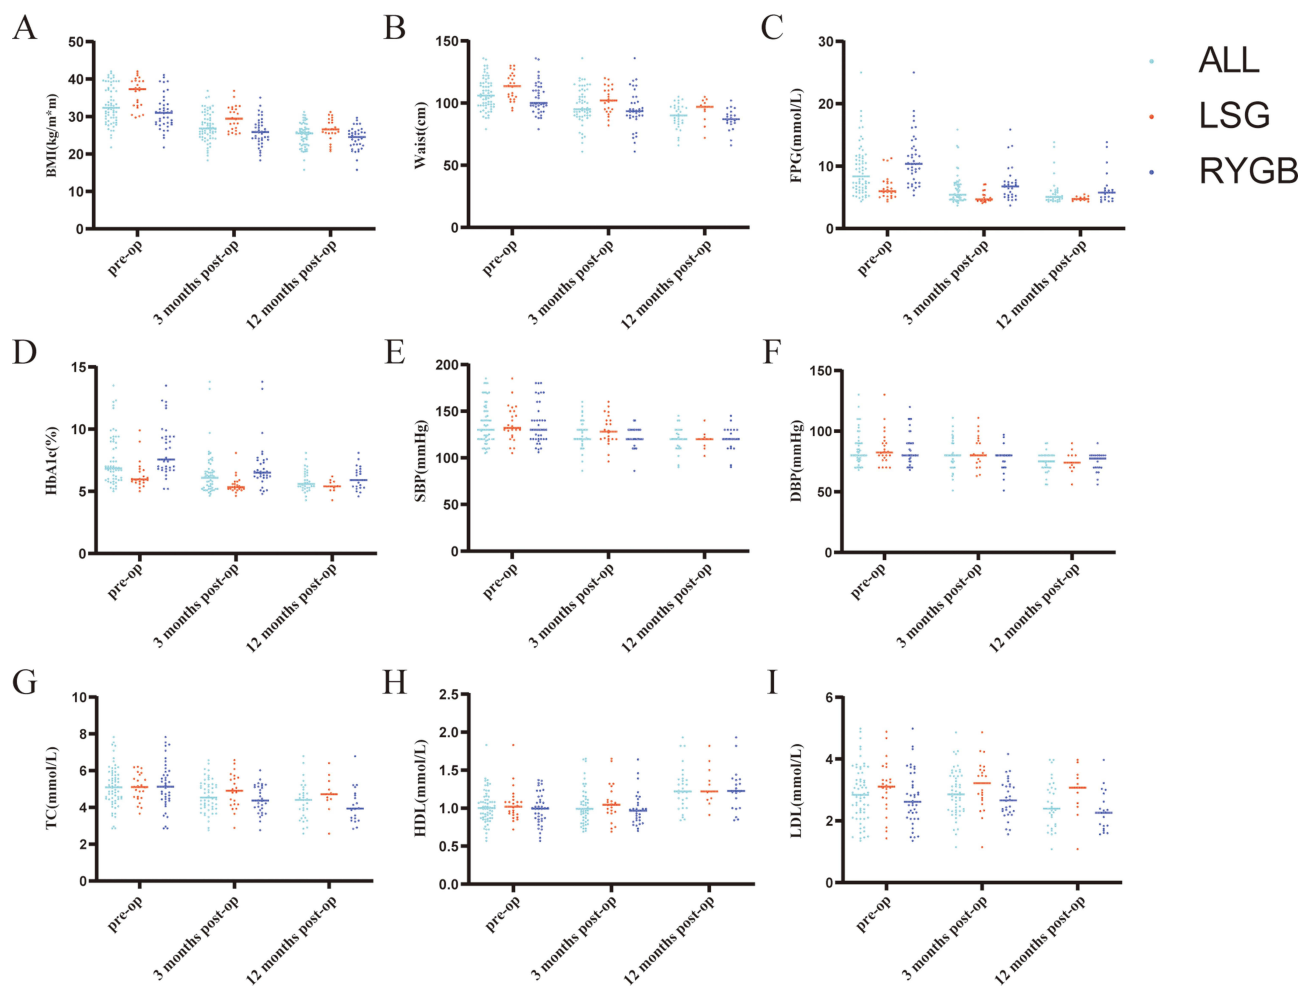 A
BMI(kg/m*m)
50
40
30
20
10
0
pre-op
3 months post-op
12 months post-op
B
Waist(cm)
150
100
50
0
pre-op
3 months post-op
12 months post-op
C
FPG(mmol/L)
30
20
10
0
pre-op
3 months post-op
12 months post-op
ALL
LSG
RYGB
D
HbA1c(%)
15
10
5
0
pre-op
3 months post-op
12 months post-op
E
SBP(mmHg)
200
150
100
50
0
pre-op
3 months post-op
12 months post-op
F
DBP(mmHg)
150
100
50
0
pre-op
3 months post-op
12 months post-op
G
TC(mmol/L)
10
8
6
4
2
0
pre-op
3 months post-op
12 months post-op
H
HDL(mmol/L)
2.5
2.0
1.5
1.0
0.5
0.0
pre-op
3 months post-op
12 months post-op
I
LDL(mmol/L)
6
4
2
0
pre-op
3 months post-op
12 months post-op